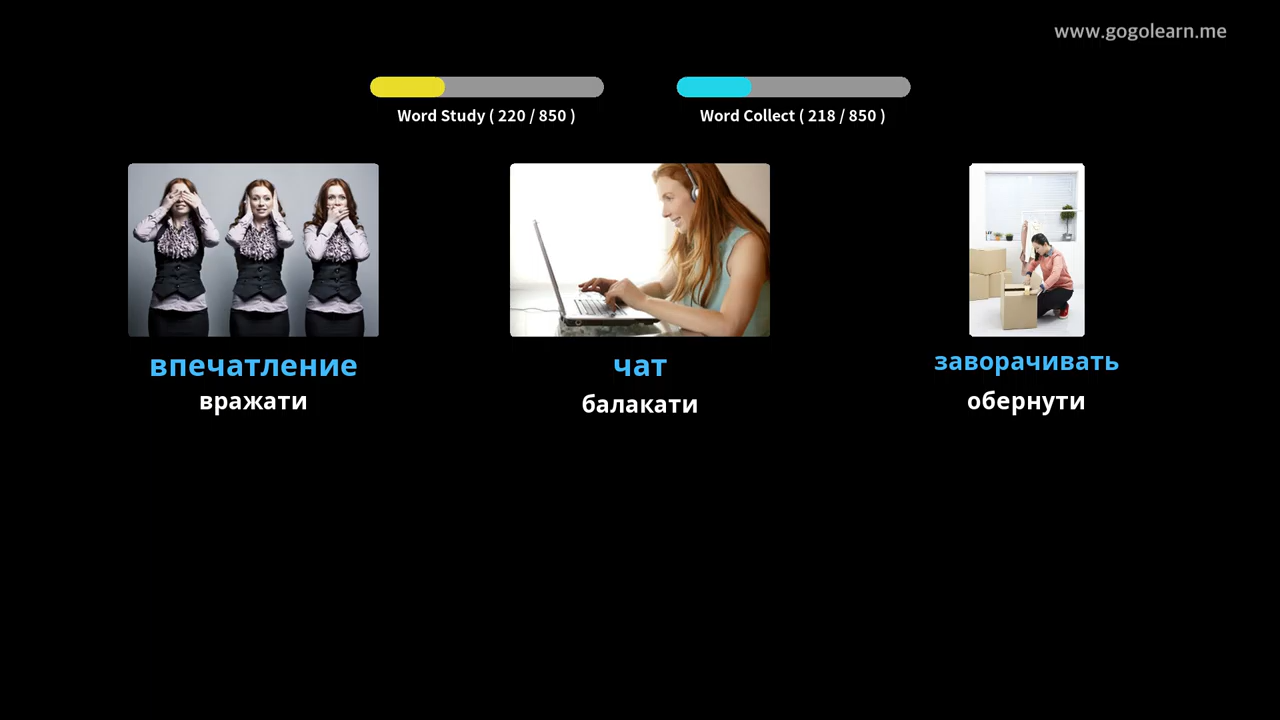 www.gogolearn.me
Word Study ( 220 / 850 )
Word Collect ( 218 / 850 )
впечатление
вражати
чат
балакати
заворачивать
обернути